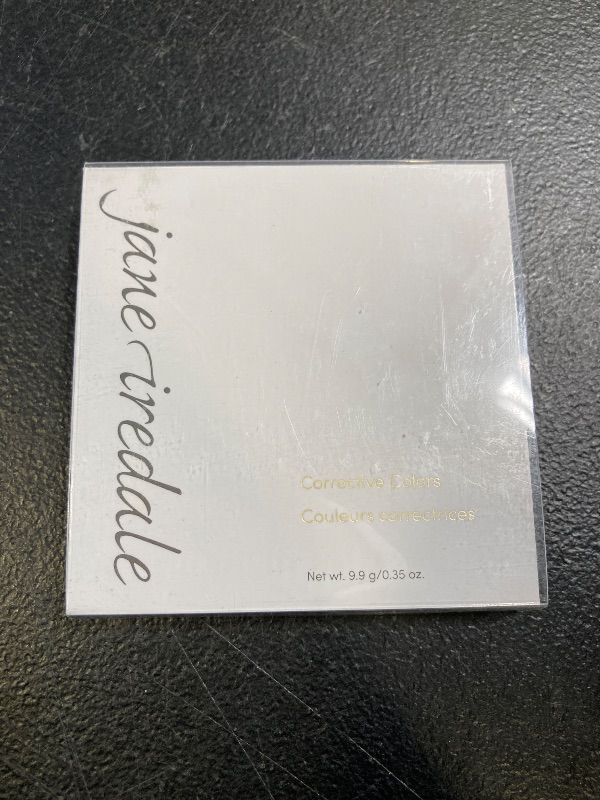 jane iredale
Corrective Colors
Couleurs correctrices
Net wt. 9.9 g/0.35 oz.